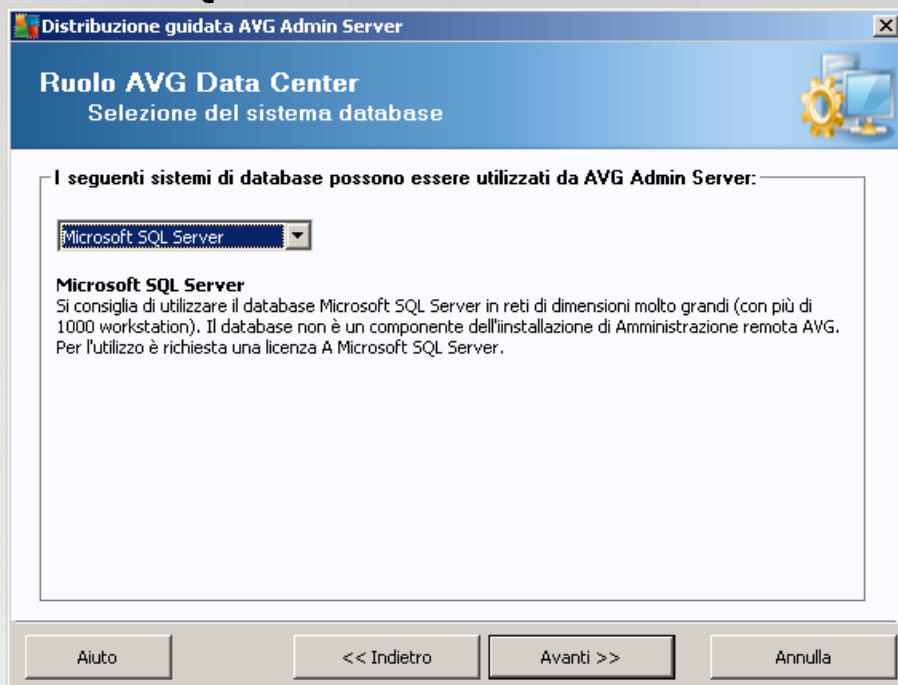 Distribuzione guidata AVG Admin Server
Ruolo AVG Data Center
Selezione del sistema database
I seguenti sistemi di database possono essere utilizzati da AVG Admin Server:
Microsoft SQL Server
Microsoft SQL Server
Si consiglia di utilizzare il database Microsoft SQL Server in reti di dimensioni molto grandi (con più di
1000 workstation). Il database non è un componente dell'iinstallazione di Amministrazione remota AVG.
Per l'utilizzo è richiesta una licenza A Microsoft SQL Server.
Aiuto
<< Indietro
Avanti >>
Annulla